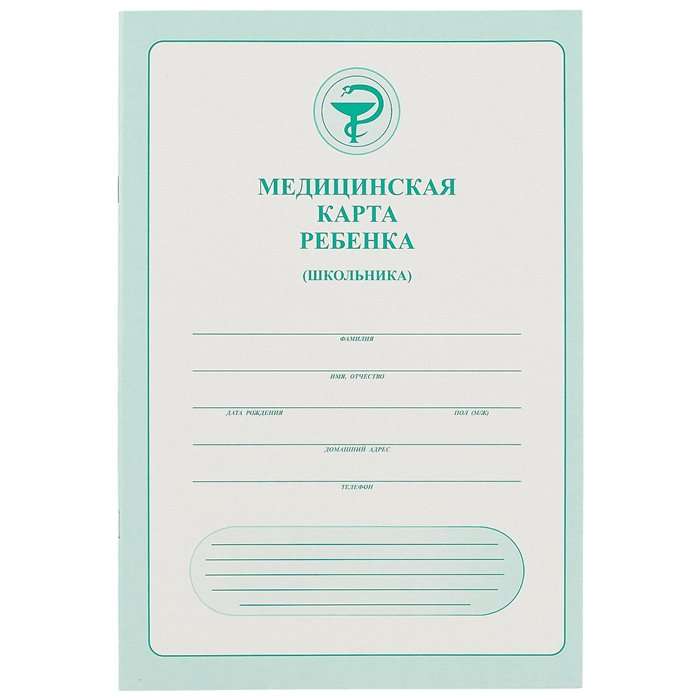 МЕДИЦИНСКАЯ
КАРТА
РЕБЕНКА
(ШКОЛЬНИКА)
ФАМИЛИЯ
ИМЯ, ОТЧЕСТВО
ДАТА РОЖДЕНИЯ ПОЛ (М/Ж)
ДОМАШНИЙ АДРЕС
ТЕЛЕФОН